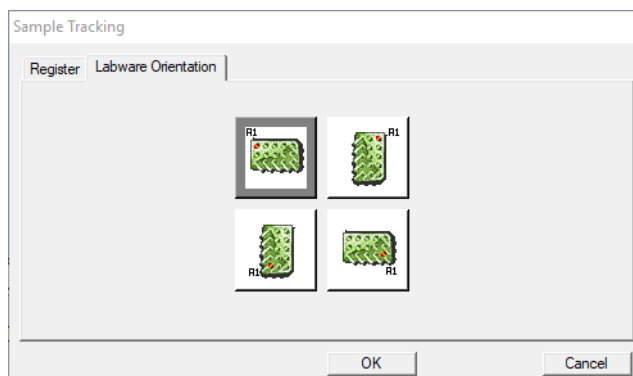 Sample Tracking
Register
Labware Orientation
A1
A1
A1
A1
OK
Cancel